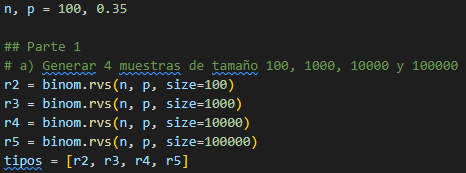 n, p = 100, 0.35
## Parte 1
# a) Generar 4 muestras de tamaño 100, 1000, 10000 y 100000
r2 = binom.rvs(n, p, size=100)
r3 = binom.rvs(n, p, size=1000)
r4 = binom.rvs(n, p, size=10000)
r5 = binom.rvs(n, p, size=100000)
tipos = [r2, r3, r4, r5]